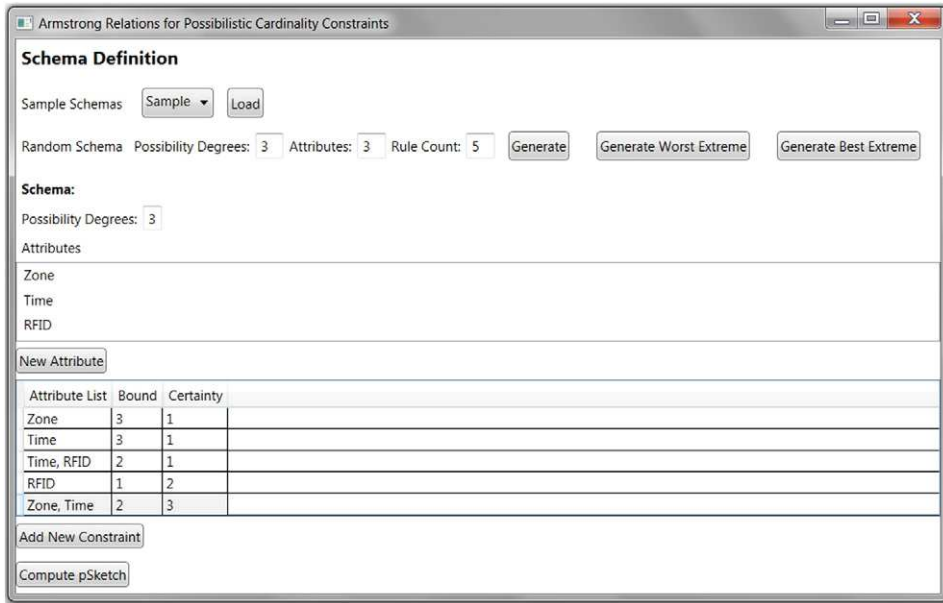 Armstrong Relations for Possibilistic Cardinality Constraints
Schema Definition
Sample Schemas Sample Load
Random Schema Possibility Degrees: 3 Attributes: 3 Rule Count: 5 Generate Generate Worst Extreme Generate Best Extreme
Schema:
Possibility Degrees: 3
Attributes
Zone
Time
RFID
New Attribute
Attribute List Bound Certainty
Zone 3 1
Time 3 1
Time, RFID 2 1
RFID 1 2
Zone, Time 2 3
Add New Constraint
Compute pSketch